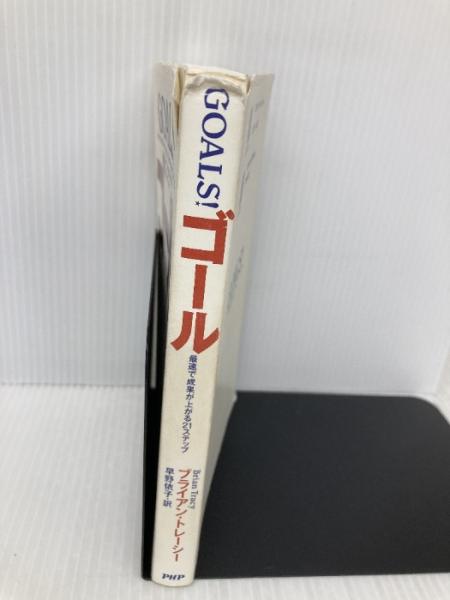 GOALS!
ゴール
最速で成果が上がる21ステップ
Brian Tracy
ブライアン・トレーシー
早野依子 訳
PHP